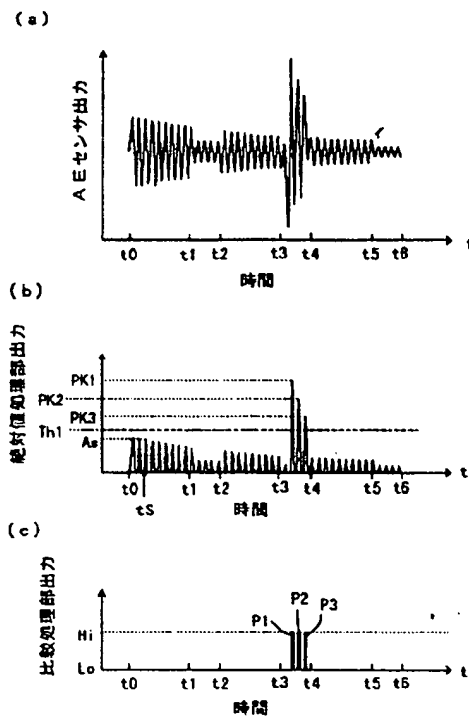 (a)
AEセンサ出力
t0 t1 t2 t3 t4 t5 t6 t
時間
(b)
絶対値処理部出力
PK1
PK2
PK3
Th1
As
t0 t1 t2 t3 t4 t5 t6 t
tS
時間
(c)
比較処理部出力
P1 P2 P3
Hi
Lo
t0 t1 t2 t3 t4 t5 t6 t
時間